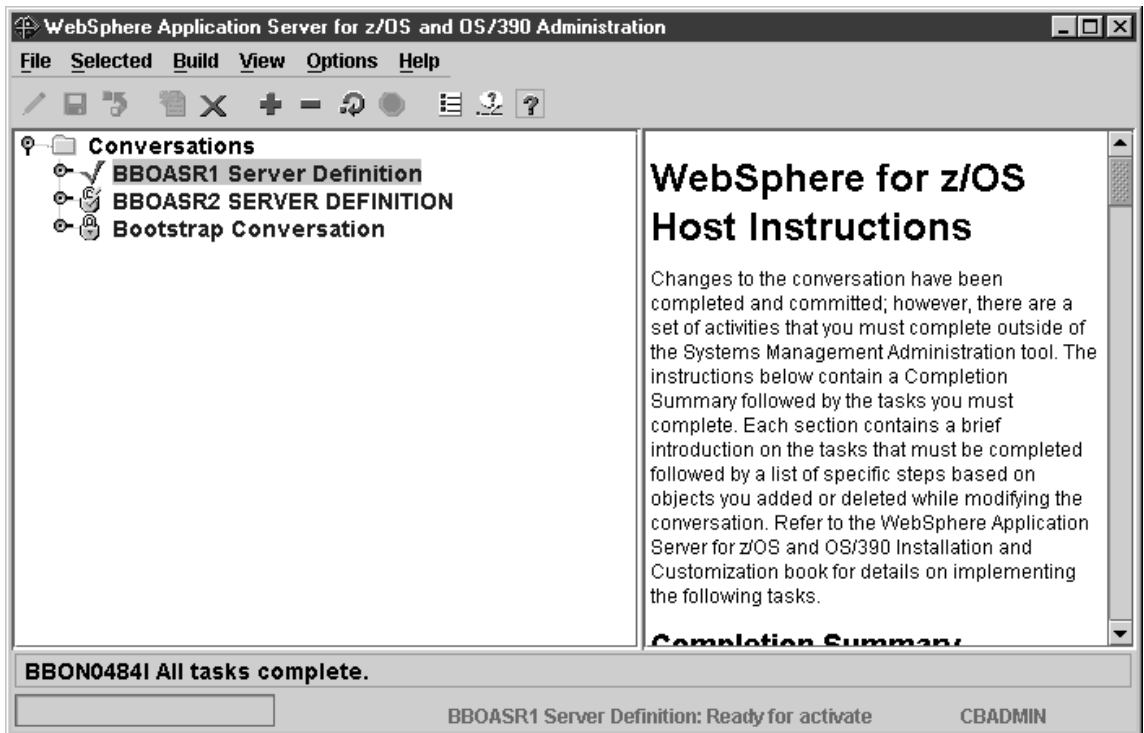 WebSphere Application Server for z/OS and OS/390 Administration
File Selected Build View Options Help
Conversations
BBOASR1 Server Definition
BBOASR2 SERVER DEFINITION
Bootstrap Conversation
WebSphere for z/OS
Host Instructions
Changes to the conversation have been
completed and committed; however, there are a
set of activities that you must complete outside of
the Systems Management Administration tool. The
instructions below contain a Completion
Summary followed by the tasks you must
complete. Each section contains a brief
introduction on the tasks that must be completed
followed by a list of specific steps based on
objects you added or deleted while modifying the
conversation. Refer to the WebSphere Application
Server for z/OS and OS/390 Installation and
Customization book for details on implementing
the following tasks.
Completion Summary
BBON0484I All tasks complete.
BBOASR1 Server Definition: Ready for activate CBADMIN